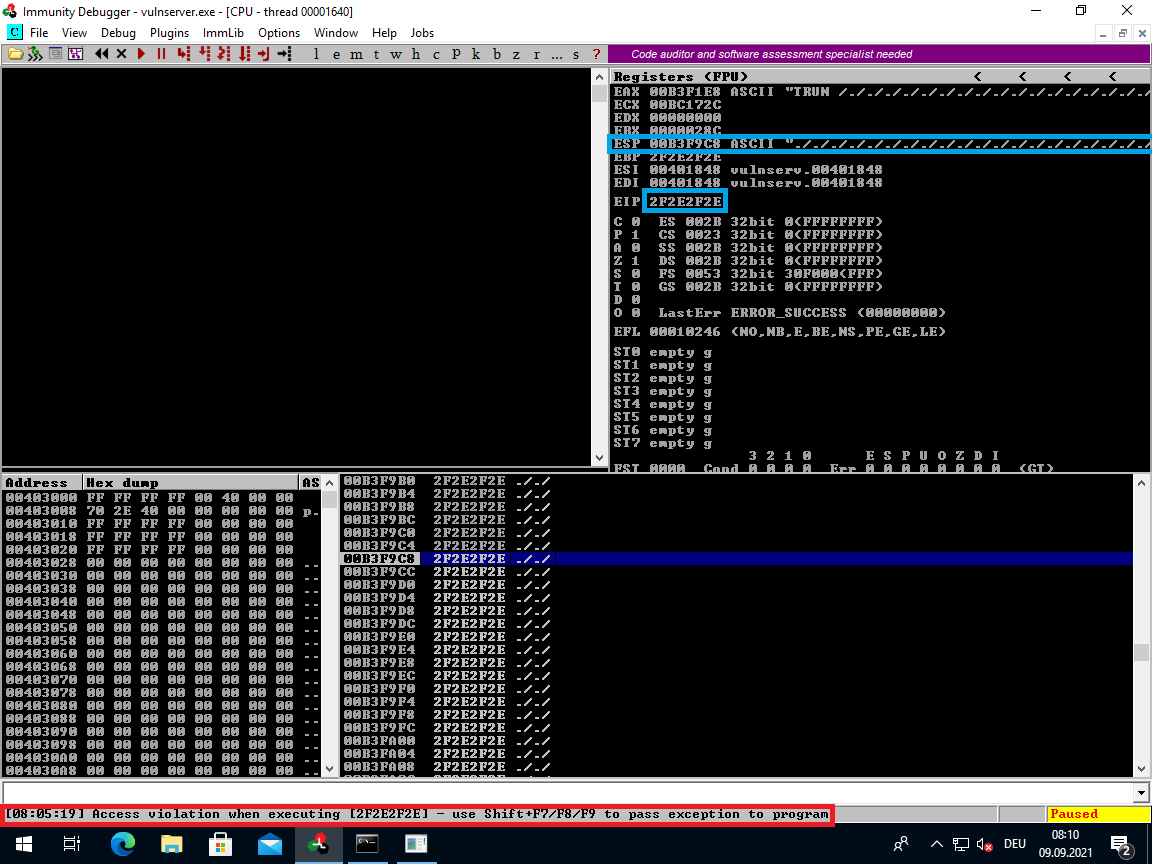 Immunity Debugger - vulnserver.exe - [CPU - thread 00001640]
C File View Debug Plugins ImmLib Options Window Help Jobs
l e m t w h c P k b z r ... s ? Code auditor and software assessment specialist needed
Registers (FPU) < < < <
EAX 00B3F1E8 ASCII "TRUN /././././././././././././././././././././././././././
ECX 00BC172C
EDX 00000000
EBX 0000028C
ESP 00B3F9C8 ASCII "./././././././././././././././././././././././././././././././
EBP 2F2E2F2E
ESI 00401848 vulnserv.00401848
EDI 00401848 vulnserv.00401848
EIP 2F2E2F2E
C 0 ES 002B 32bit 0(FFFFFFFF)
P 1 CS 0023 32bit 0(FFFFFFFF)
A 0 SS 002B 32bit 0(FFFFFFFF)
Z 1 DS 002B 32bit 0(FFFFFFFF)
S 0 FS 0053 32bit 30F000(FFF)
T 0 GS 002B 32bit 0(FFFFFFFF)
D 0
O 0 LastErr ERROR_SUCCESS (00000000)
EFL 00010246 (NO,NB,E,BE,NS,PE,GE,LE)
ST0 empty g
ST1 empty g
ST2 empty g
ST3 empty g
ST4 empty g
ST5 empty g
ST6 empty g
ST7 empty g
3 2 1 0 E S P U O Z D I
FST 0000 Cond 0 0 0 0 Err 0 0 0 0 0 0 0 0 (GT)
Address Hex dump AS
00403000 FF FF FF FF 00 40 00 00
00403008 70 2E 40 00 00 00 00 00 p.
00403010 FF FF FF FF 00 00 00 00
00403018 FF FF FF FF 00 00 00 00
00403020 FF FF FF FF 00 00 00 00
00403028 00 00 00 00 00 00 00 00 ..
00403030 00 00 00 00 00 00 00 00 ..
00403038 00 00 00 00 00 00 00 00 ..
00403040 00 00 00 00 00 00 00 00 ..
00403048 00 00 00 00 00 00 00 00 ..
00403050 00 00 00 00 00 00 00 00 ..
00403058 00 00 00 00 00 00 00 00 ..
00403060 00 00 00 00 00 00 00 00 ..
00403068 00 00 00 00 00 00 00 00 ..
00403070 00 00 00 00 00 00 00 00 ..
00403078 00 00 00 00 00 00 00 00 ..
00403080 00 00 00 00 00 00 00 00 ..
00403088 00 00 00 00 00 00 00 00 ..
00403090 00 00 00 00 00 00 00 00 ..
00403098 00 00 00 00 00 00 00 00 ..
004030A0 00 00 00 00 00 00 00 00 ..
004030A8 00 00 00 00 00 00 00 00 ..
00B3F9B0 2F2E2F2E ././
00B3F9B4 2F2E2F2E ././
00B3F9B8 2F2E2F2E ././
00B3F9BC 2F2E2F2E ././
00B3F9C0 2F2E2F2E ././
00B3F9C4 2F2E2F2E ././
00B3F9C8 2F2E2F2E ././
00B3F9CC 2F2E2F2E ././
00B3F9D0 2F2E2F2E ././
00B3F9D4 2F2E2F2E ././
00B3F9D8 2F2E2F2E ././
00B3F9DC 2F2E2F2E ././
00B3F9E0 2F2E2F2E ././
00B3F9E4 2F2E2F2E ././
00B3F9E8 2F2E2F2E ././
00B3F9EC 2F2E2F2E ././
00B3F9F0 2F2E2F2E ././
00B3F9F4 2F2E2F2E ././
00B3F9F8 2F2E2F2E ././
00B3F9FC 2F2E2F2E ././
00B3FA00 2F2E2F2E ././
00B3FA04 2F2E2F2E ././
00B3FA08 2F2E2F2E ././
[08:05:19] Access violation when executing [2F2E2F2E] - use Shift+F7/F8/F9 to pass exception to program
Paused
DEU
08:10
09.09.2021
2